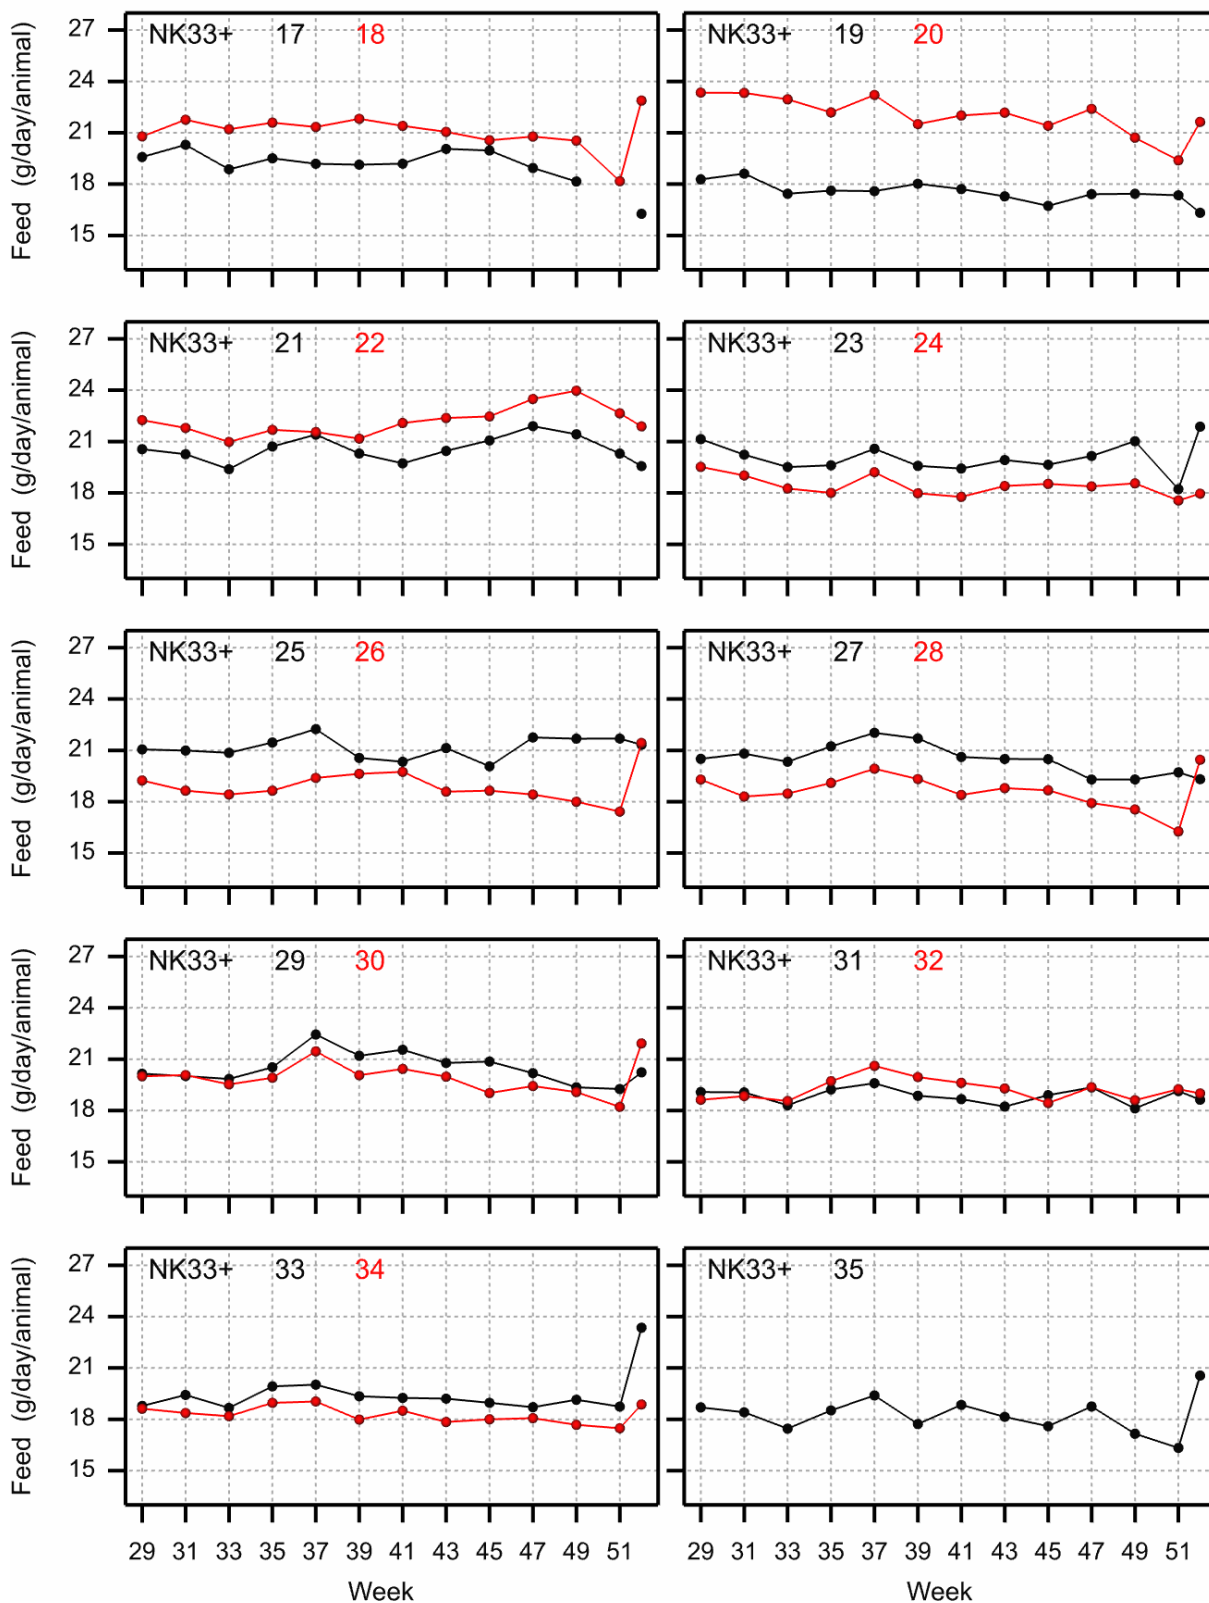 27 NK33+ 17 18 NK33+ 19 20
24
21
18
15
Feed (g/day/animal)
27 NK33+ 21 22 NK33+ 23 24
24
21
18
15
Feed (g/day/animal)
27 NK33+ 25 26 NK33+ 27 28
24
21
18
15
Feed (g/day/animal)
27 NK33+ 29 30 NK33+ 31 32
24
21
18
15
Feed (g/day/animal)
27 NK33+ 33 34 NK33+ 35
24
21
18
15
Feed (g/day/animal)
29 31 33 35 37 39 41 43 45 47 49 51 29 31 33 35 37 39 41 43 45 47 49 51
Week Week